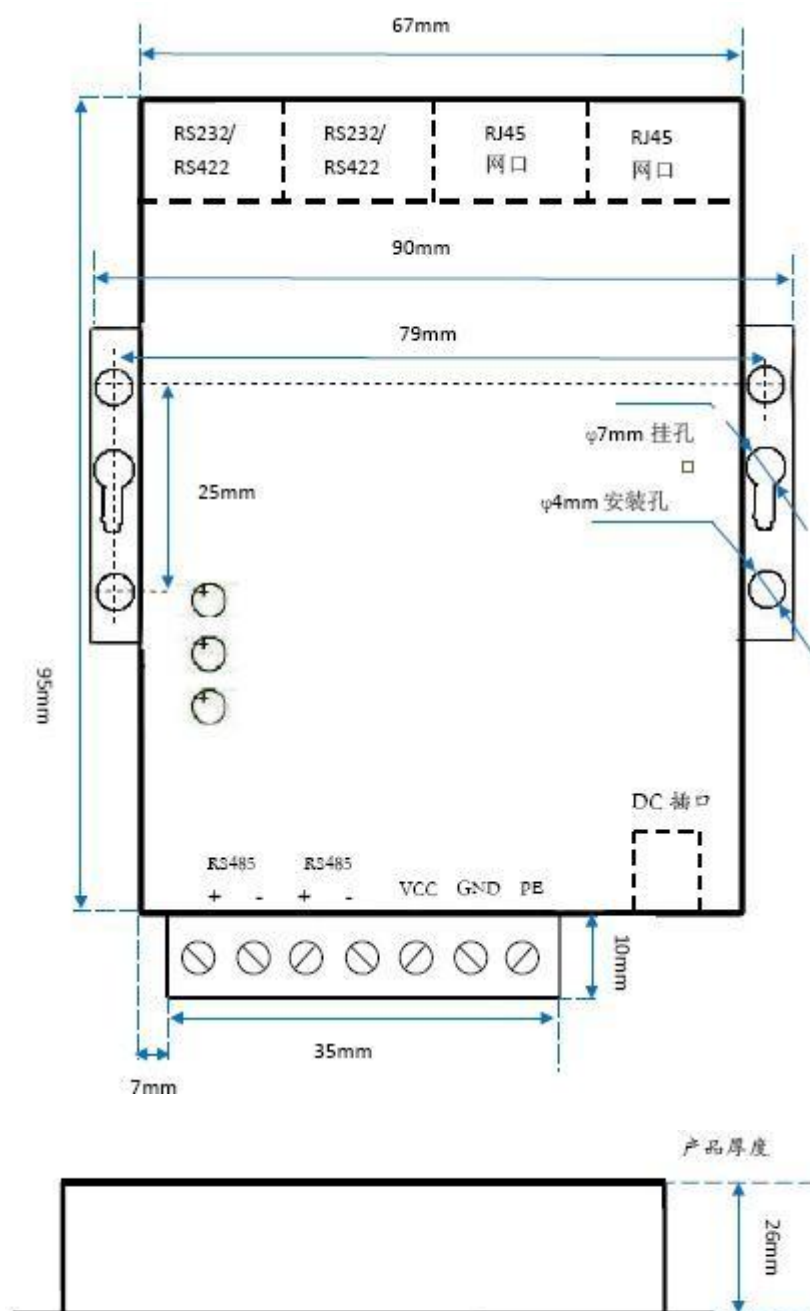 67mm
RS232/
RS422
RS232/
RS422
RJ45
网口
RJ45
网口
90mm
79mm
φ7mm 挂孔
25mm
φ4mm 安装孔
95mm
DC 插口
RS485 RS485
+ - + - VCC GND PE
10mm
35mm
7mm
产品厚度
26mm